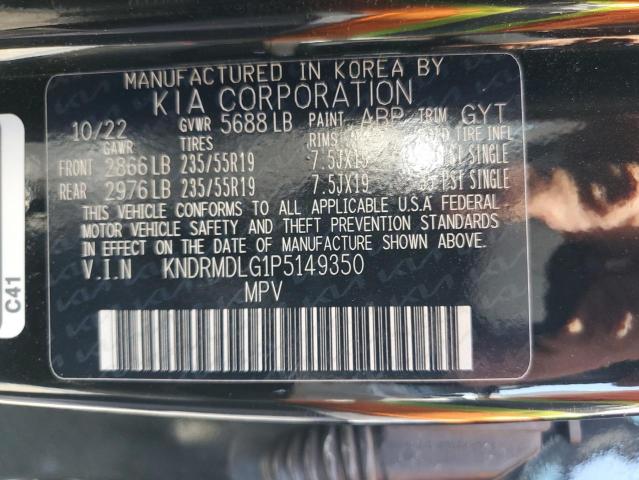 MANUFACTURED IN KOREA BY
KIA CORPORATION
10/22 GVWR 5688 LB PAINT ABP TRIM GYT
GAWR TIRES RIMS TIRE INFL
FRONT 2866 LB 235/55R19 7.5JX19 PSI SINGLE
REAR 2976 LB 235/55R19 7.5JX19 PSI SINGLE
THIS VEHICLE CONFORMS TO ALL APPLICABLE U.S.A FEDERAL
MOTOR VEHICLE SAFETY AND THEFT PREVENTION STANDARDS
IN EFFECT ON THE DATE OF MANUFACTURE SHOWN ABOVE.
V.I.N KNDRMDLG1P5149350
MPV
C41